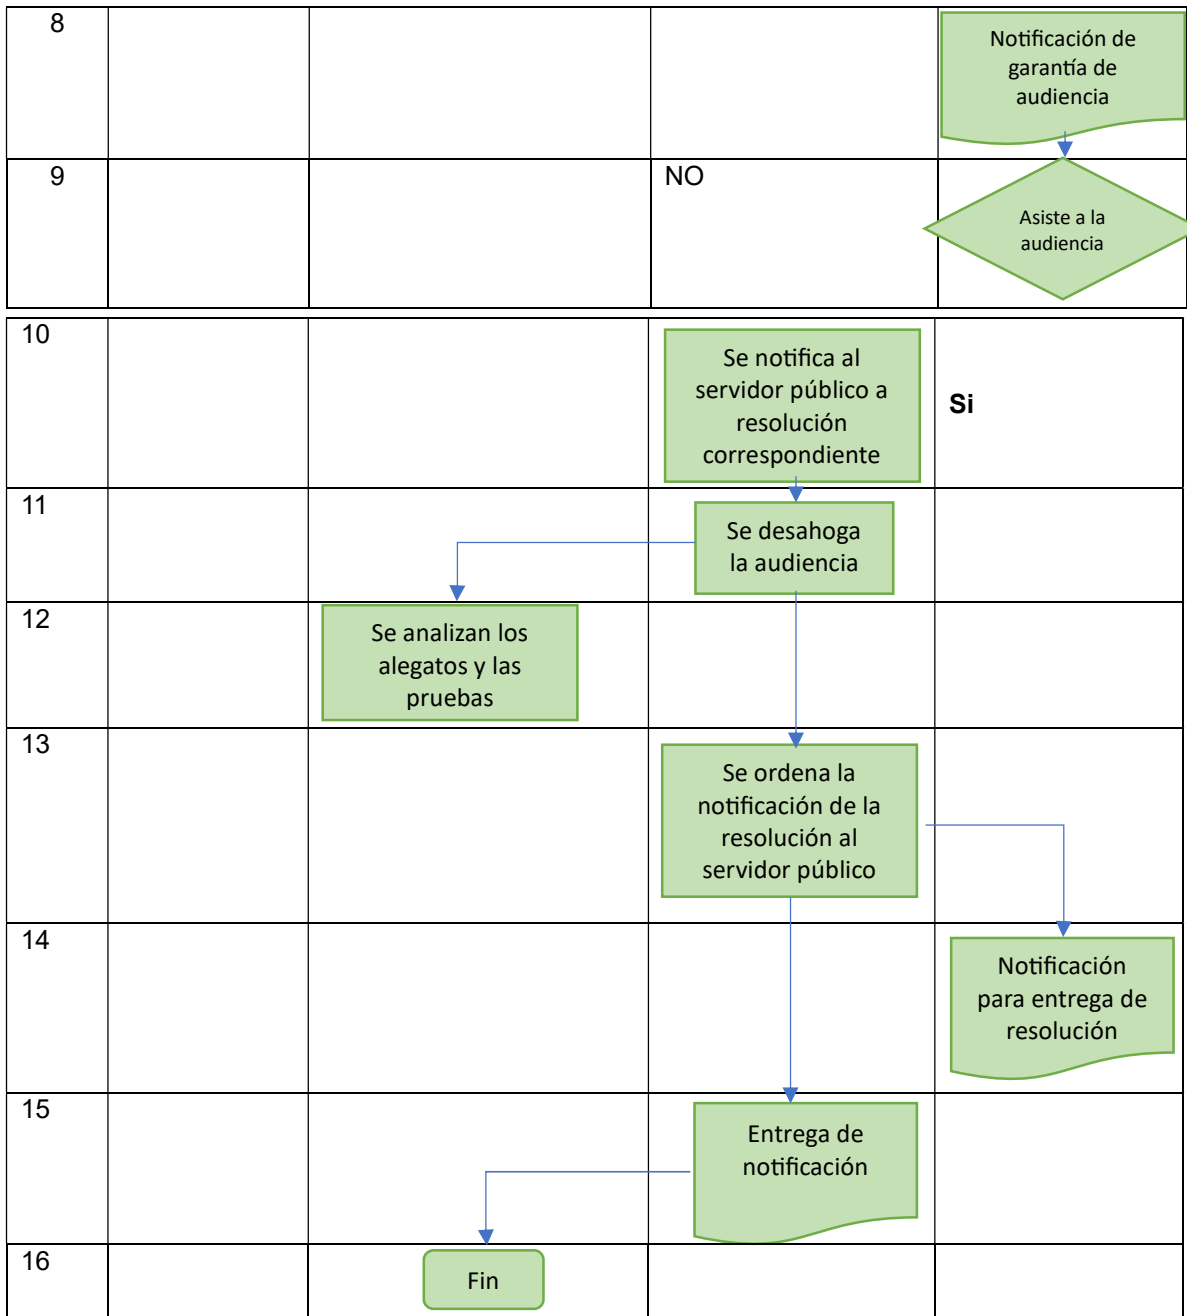 8
Notificación de
garantía de
audiencia
9
NO
Asiste a la
audiencia
10
Se notifica al
servidor público a
resolución
correspondiente
Si
11
Se desahoga
la audiencia
12
Se analizan los
alegatos y las
pruebas
13
Se ordena la
notificación de la
resolución al
servidor público
14
Notificación
para entrega de
resolución
15
Entrega de
notificación
16
Fin